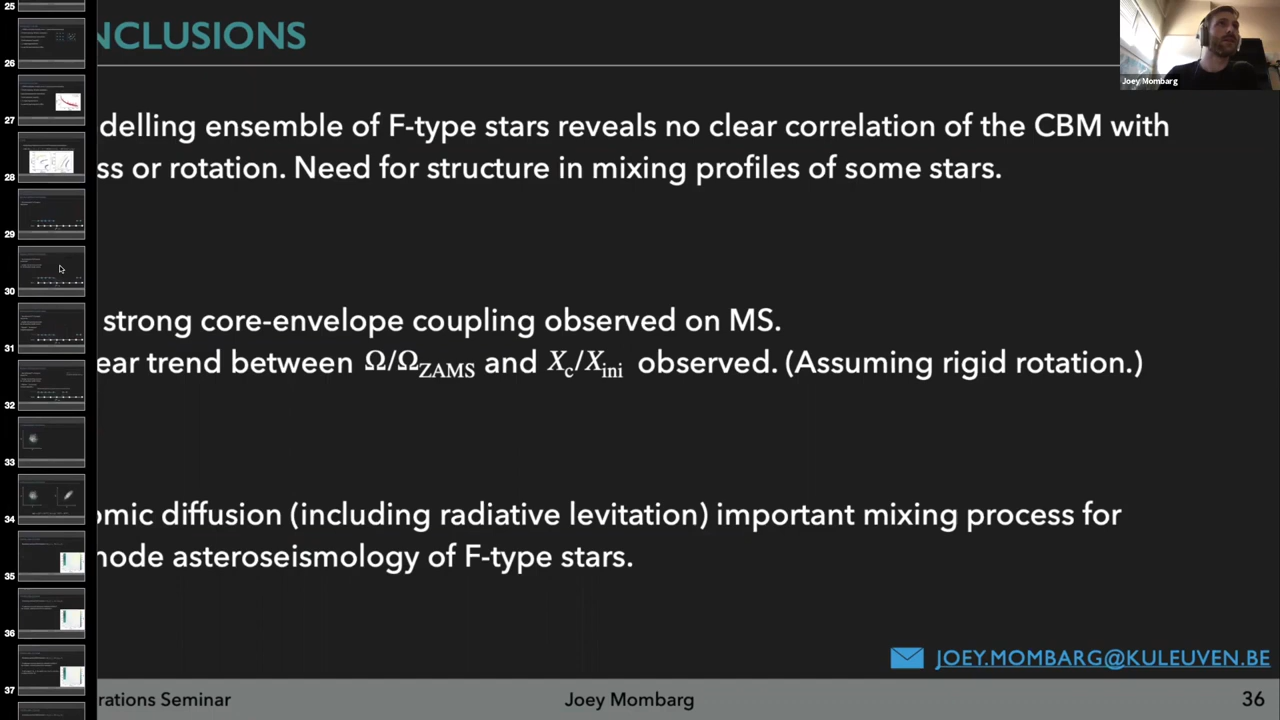 25
26
27
28
29
30
31
32
33
34
35
36
37
NCLUSIONS
Joey Mombarg
delling ensemble of F-type stars reveals no clear correlation of the CBM with
ss or rotation. Need for structure in mixing profiles of some stars.
strong core-envelope coupling observed on MS.
ear trend between Ω/Ω_ZAMS and X_c/X_ini observed. (Assuming rigid rotation.)
omic diffusion (including radiative levitation) important mixing process for
node asteroseismology of F-type stars.
JOEY.MOMBARG@KULEUVEN.BE
rations Seminar
Joey Mombarg
36